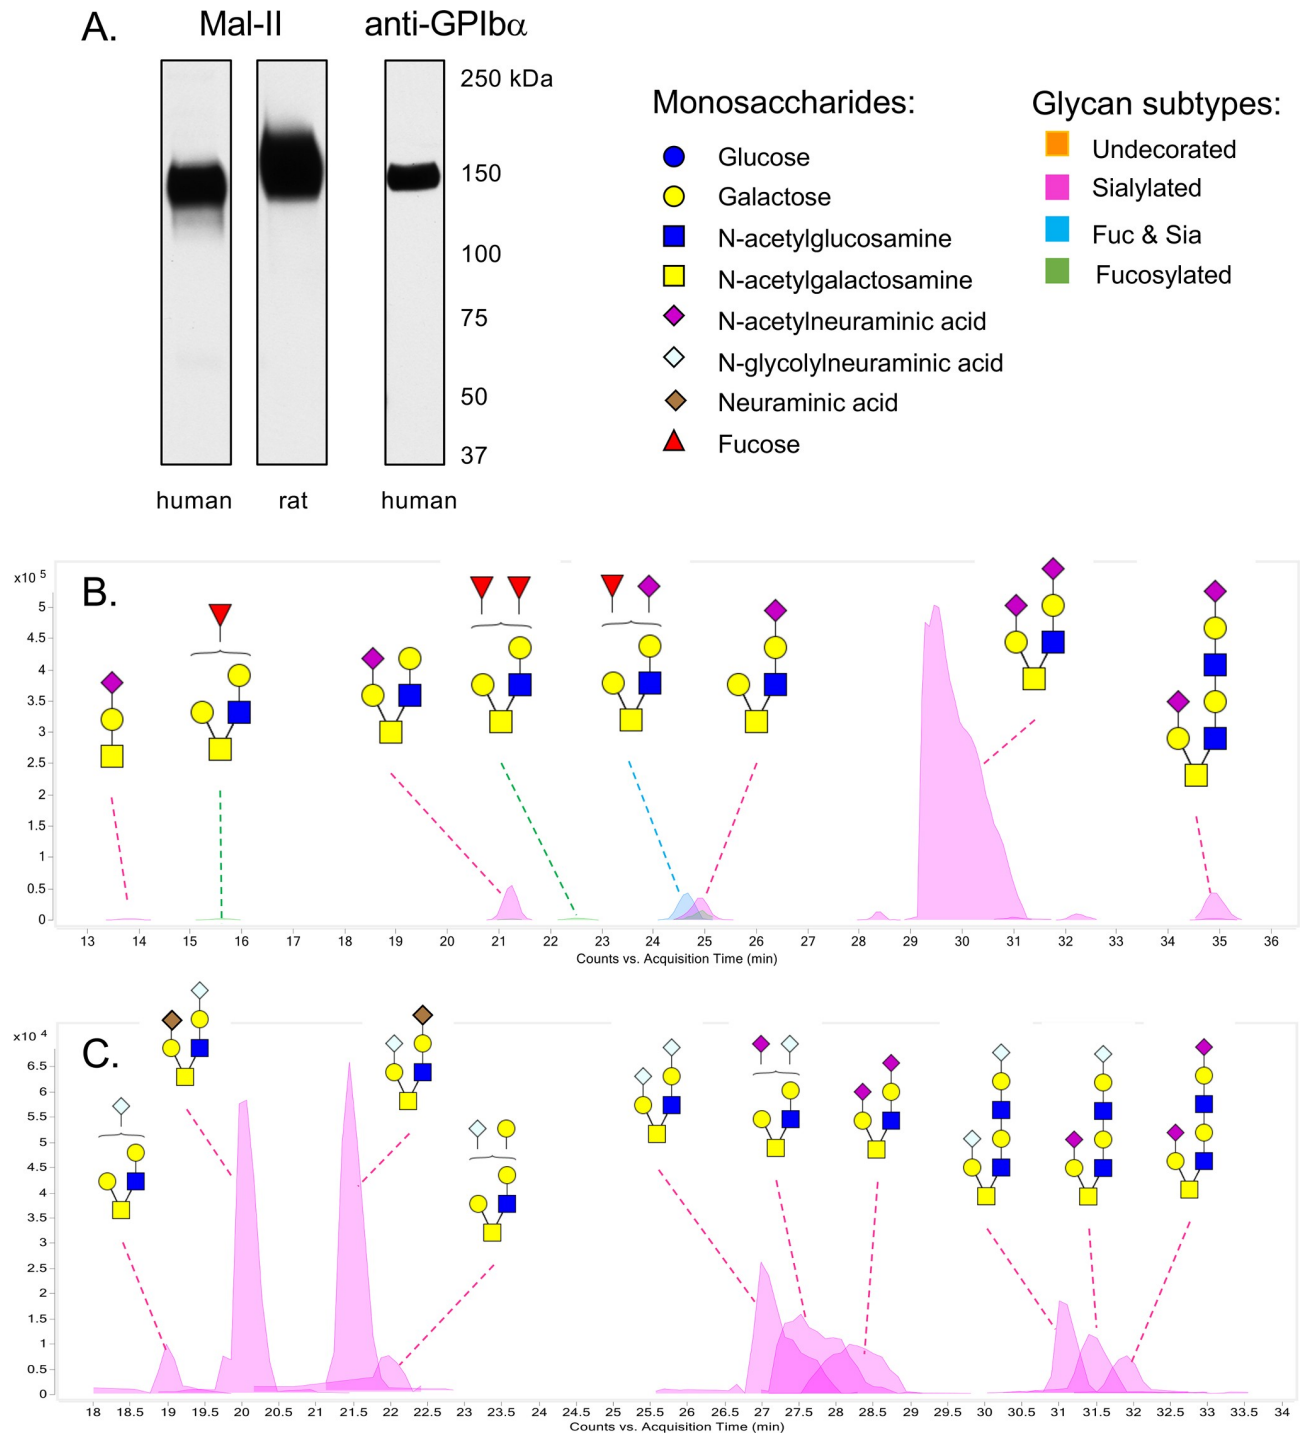 A.
Mal-II
anti-GPIbα
250 kDa
150
100
75
50
37
human
rat
human
Monosaccharides:
Glucose
Galactose
N-acetylglucosamine
N-acetylgalactosamine
N-acetylneuraminic acid
N-glycolylneuraminic acid
Neuraminic acid
Fucose
Glycan subtypes:
Undecorated
Sialylated
Fuc & Sia
Fucosylated
B.
x10 5
5
4.5
4
3.5
3
2.5
2
1.5
1
0.5
0
13 14 15 16 17 18 19 20 21 22 23 24 25 26 27 28 29 30 31 32 33 34 35 36
Counts vs. Acquisition Time (min)
C.
x10 4
6.5
6
5.5
5
4.5
4
3.5
3
2.5
2
1.5
1
0.5
0
18 18.5 19 19.5 20 20.5 21 21.5 22 22.5 23 23.5 24 24.5 25 25.5 26 26.5 27 27.5 28 28.5 29 29.5 30 30.5 31 31.5 32 32.5 33 33.5 34
Counts vs. Acquisition Time (min)